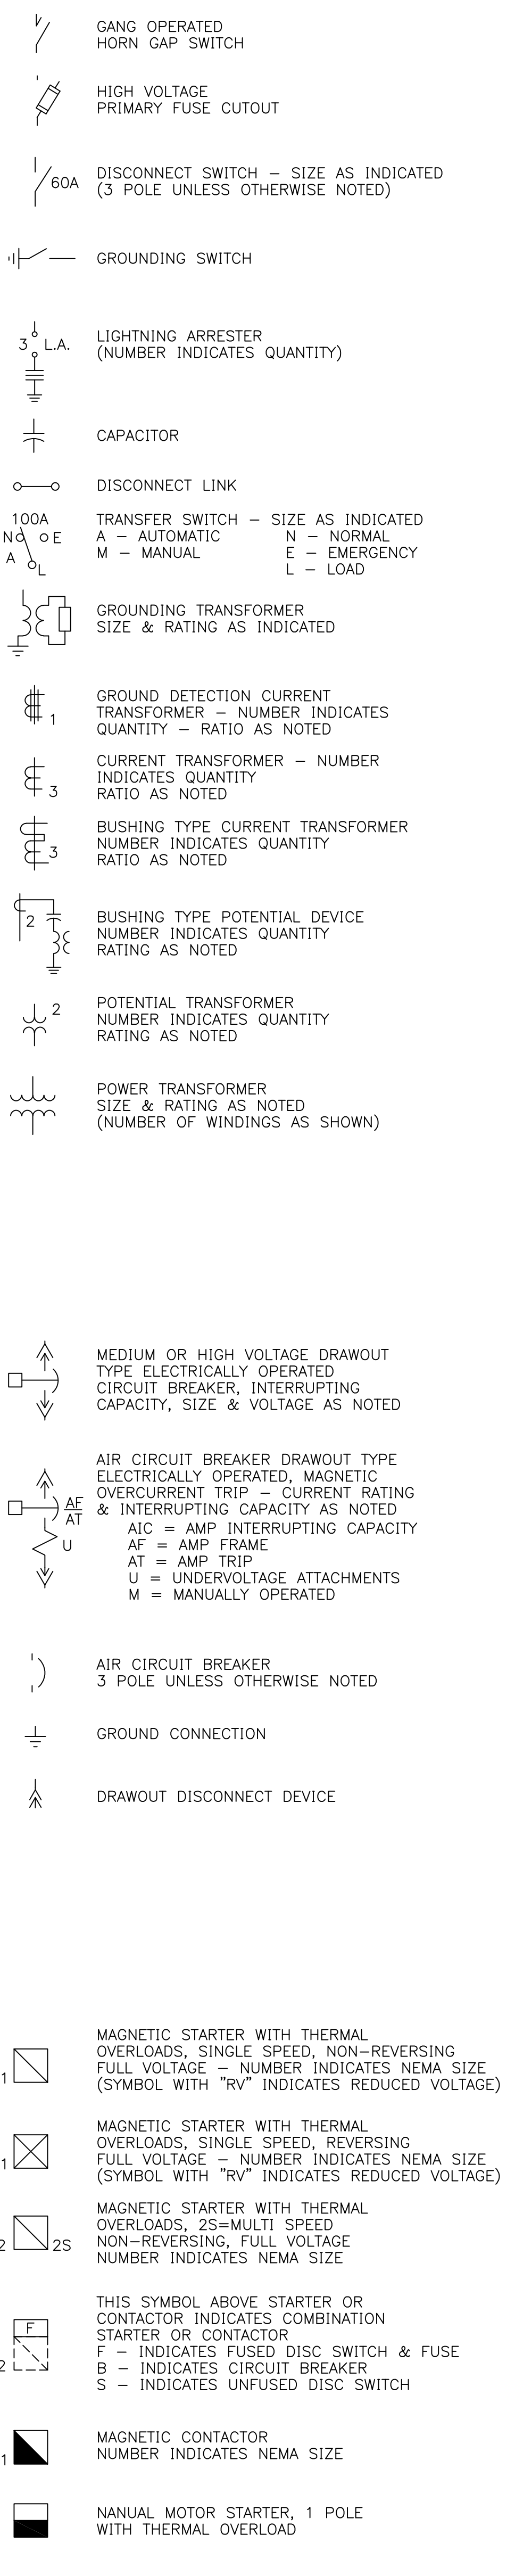 GANG OPERATED
HORN GAP SWITCH
HIGH VOLTAGE
PRIMARY FUSE CUTOUT
60A
DISCONNECT SWITCH – SIZE AS INDICATED
(3 POLE UNLESS OTHERWISE NOTED)
GROUNDING SWITCH
3 L.A.
LIGHTNING ARRESTER
(NUMBER INDICATES QUANTITY)
CAPACITOR
DISCONNECT LINK
100A
N E
A
L
TRANSFER SWITCH – SIZE AS INDICATED
A – AUTOMATIC N – NORMAL
M – MANUAL E – EMERGENCY
L – LOAD
GROUNDING TRANSFORMER
SIZE & RATING AS INDICATED
1
GROUND DETECTION CURRENT
TRANSFORMER – NUMBER INDICATES
QUANTITY – RATIO AS NOTED
3
CURRENT TRANSFORMER – NUMBER
INDICATES QUANTITY
RATIO AS NOTED
3
BUSHING TYPE CURRENT TRANSFORMER
NUMBER INDICATES QUANTITY
RATIO AS NOTED
2
BUSHING TYPE POTENTIAL DEVICE
NUMBER INDICATES QUANTITY
RATING AS NOTED
2
POTENTIAL TRANSFORMER
NUMBER INDICATES QUANTITY
RATING AS NOTED
POWER TRANSFORMER
SIZE & RATING AS NOTED
(NUMBER OF WINDINGS AS SHOWN)
MEDIUM OR HIGH VOLTAGE DRAWOUT
TYPE ELECTRICALLY OPERATED
CIRCUIT BREAKER, INTERRUPTING
CAPACITY, SIZE & VOLTAGE AS NOTED
AF
AT
U
AIR CIRCUIT BREAKER DRAWOUT TYPE
ELECTRICALLY OPERATED, MAGNETIC
OVERCURRENT TRIP – CURRENT RATING
& INTERRUPTING CAPACITY AS NOTED
AIC = AMP INTERRUPTING CAPACITY
AF = AMP FRAME
AT = AMP TRIP
U = UNDERVOLTAGE ATTACHMENTS
M = MANUALLY OPERATED
AIR CIRCUIT BREAKER
3 POLE UNLESS OTHERWISE NOTED
GROUND CONNECTION
DRAWOUT DISCONNECT DEVICE
1
MAGNETIC STARTER WITH THERMAL
OVERLOADS, SINGLE SPEED, NON–REVERSING
FULL VOLTAGE – NUMBER INDICATES NEMA SIZE
(SYMBOL WITH "RV" INDICATES REDUCED VOLTAGE)
1
MAGNETIC STARTER WITH THERMAL
OVERLOADS, SINGLE SPEED, REVERSING
FULL VOLTAGE – NUMBER INDICATES NEMA SIZE
(SYMBOL WITH "RV" INDICATES REDUCED VOLTAGE)
2 2S
MAGNETIC STARTER WITH THERMAL
OVERLOADS, 2S=MULTI SPEED
NON–REVERSING, FULL VOLTAGE
NUMBER INDICATES NEMA SIZE
F
2
THIS SYMBOL ABOVE STARTER OR
CONTACTOR INDICATES COMBINATION
STARTER OR CONTACTOR
F – INDICATES FUSED DISC SWITCH & FUSE
B – INDICATES CIRCUIT BREAKER
S – INDICATES UNFUSED DISC SWITCH
1
MAGNETIC CONTACTOR
NUMBER INDICATES NEMA SIZE
NANUAL MOTOR STARTER, 1 POLE
WITH THERMAL OVERLOAD